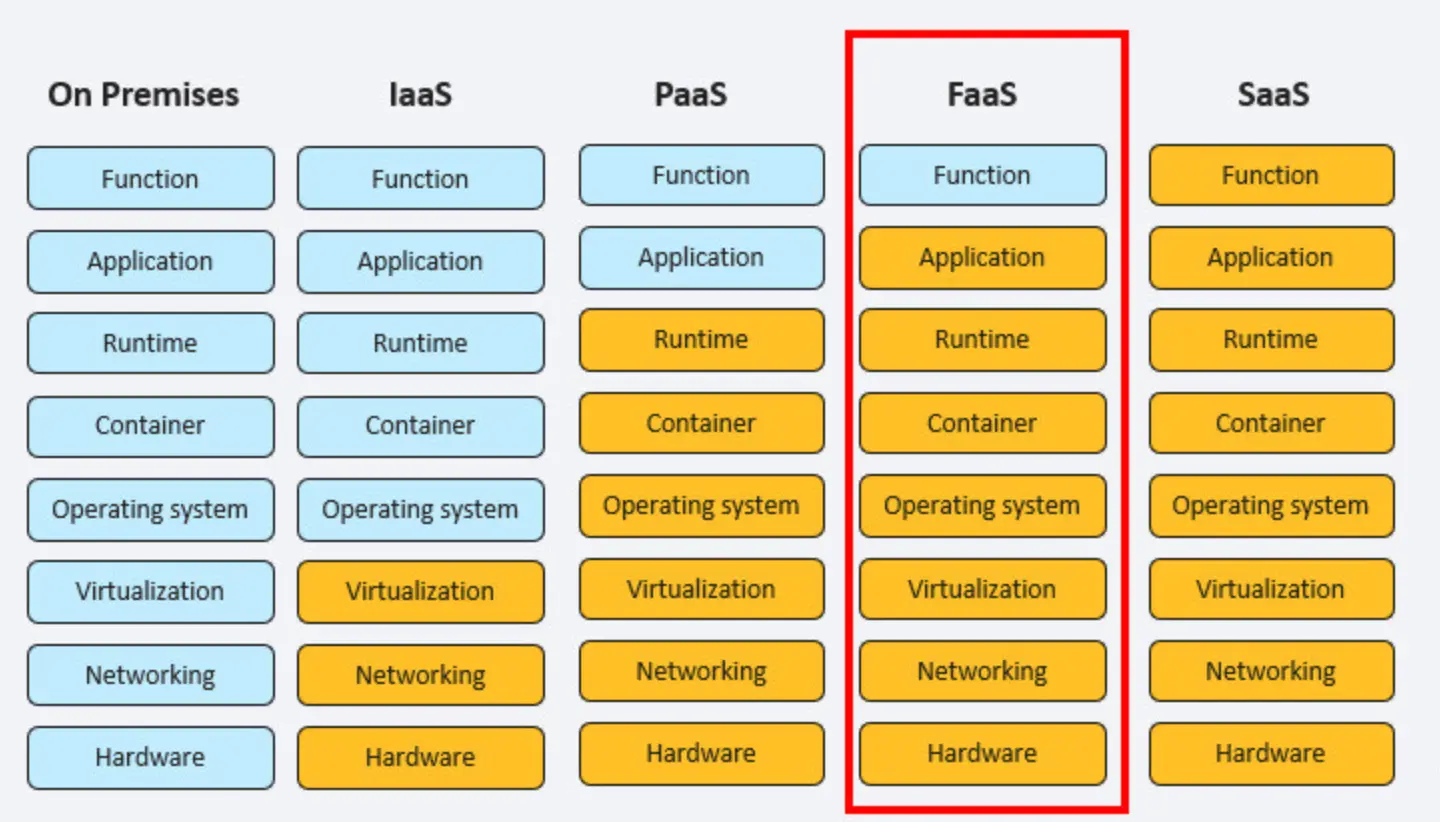 On Premises
IaaS
PaaS
FaaS
SaaS
Function
Function
Function
Function
Function
Application
Application
Application
Application
Application
Runtime
Runtime
Runtime
Runtime
Runtime
Container
Container
Container
Container
Container
Operating system
Operating system
Operating system
Operating system
Operating system
Virtualization
Virtualization
Virtualization
Virtualization
Virtualization
Networking
Networking
Networking
Networking
Networking
Hardware
Hardware
Hardware
Hardware
Hardware